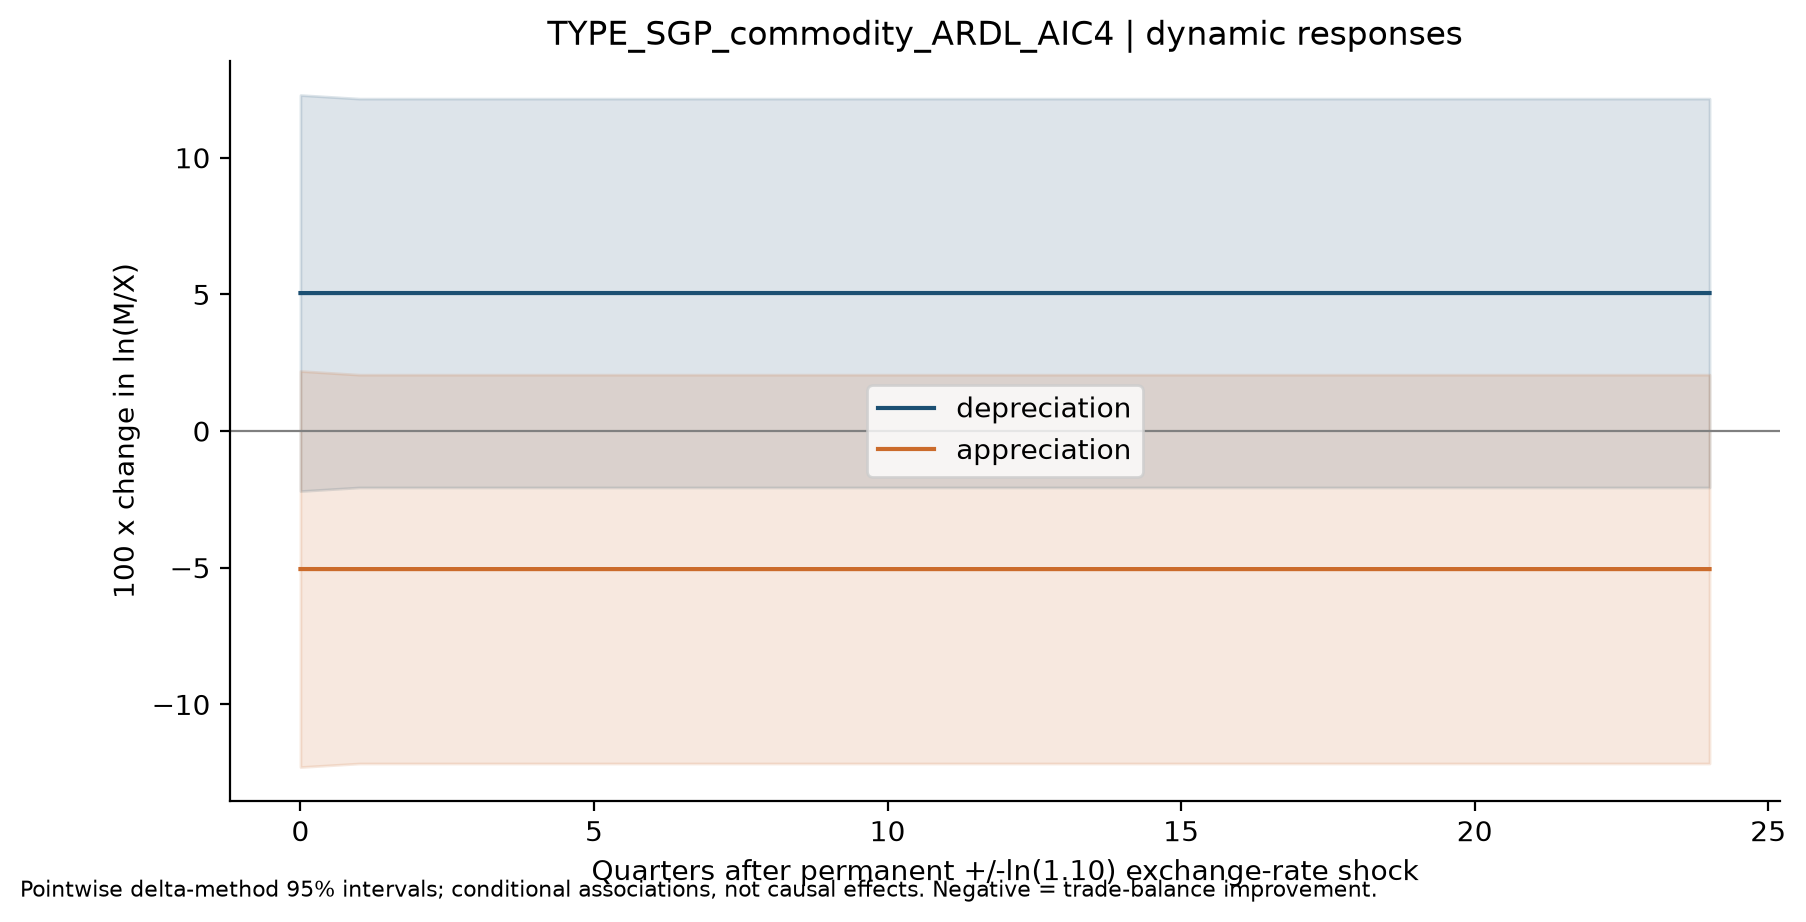 TYPE_SGP_commodity_ARDL_AIC4 | dynamic responses
100 x change in ln(M/X)
10
5
0
−5
−10
depreciation
appreciation
0 5 10 15 20 25
Quarters after permanent +/-ln(1.10) exchange-rate shock
Pointwise delta-method 95% intervals; conditional associations, not causal effects. Negative = trade-balance improvement.